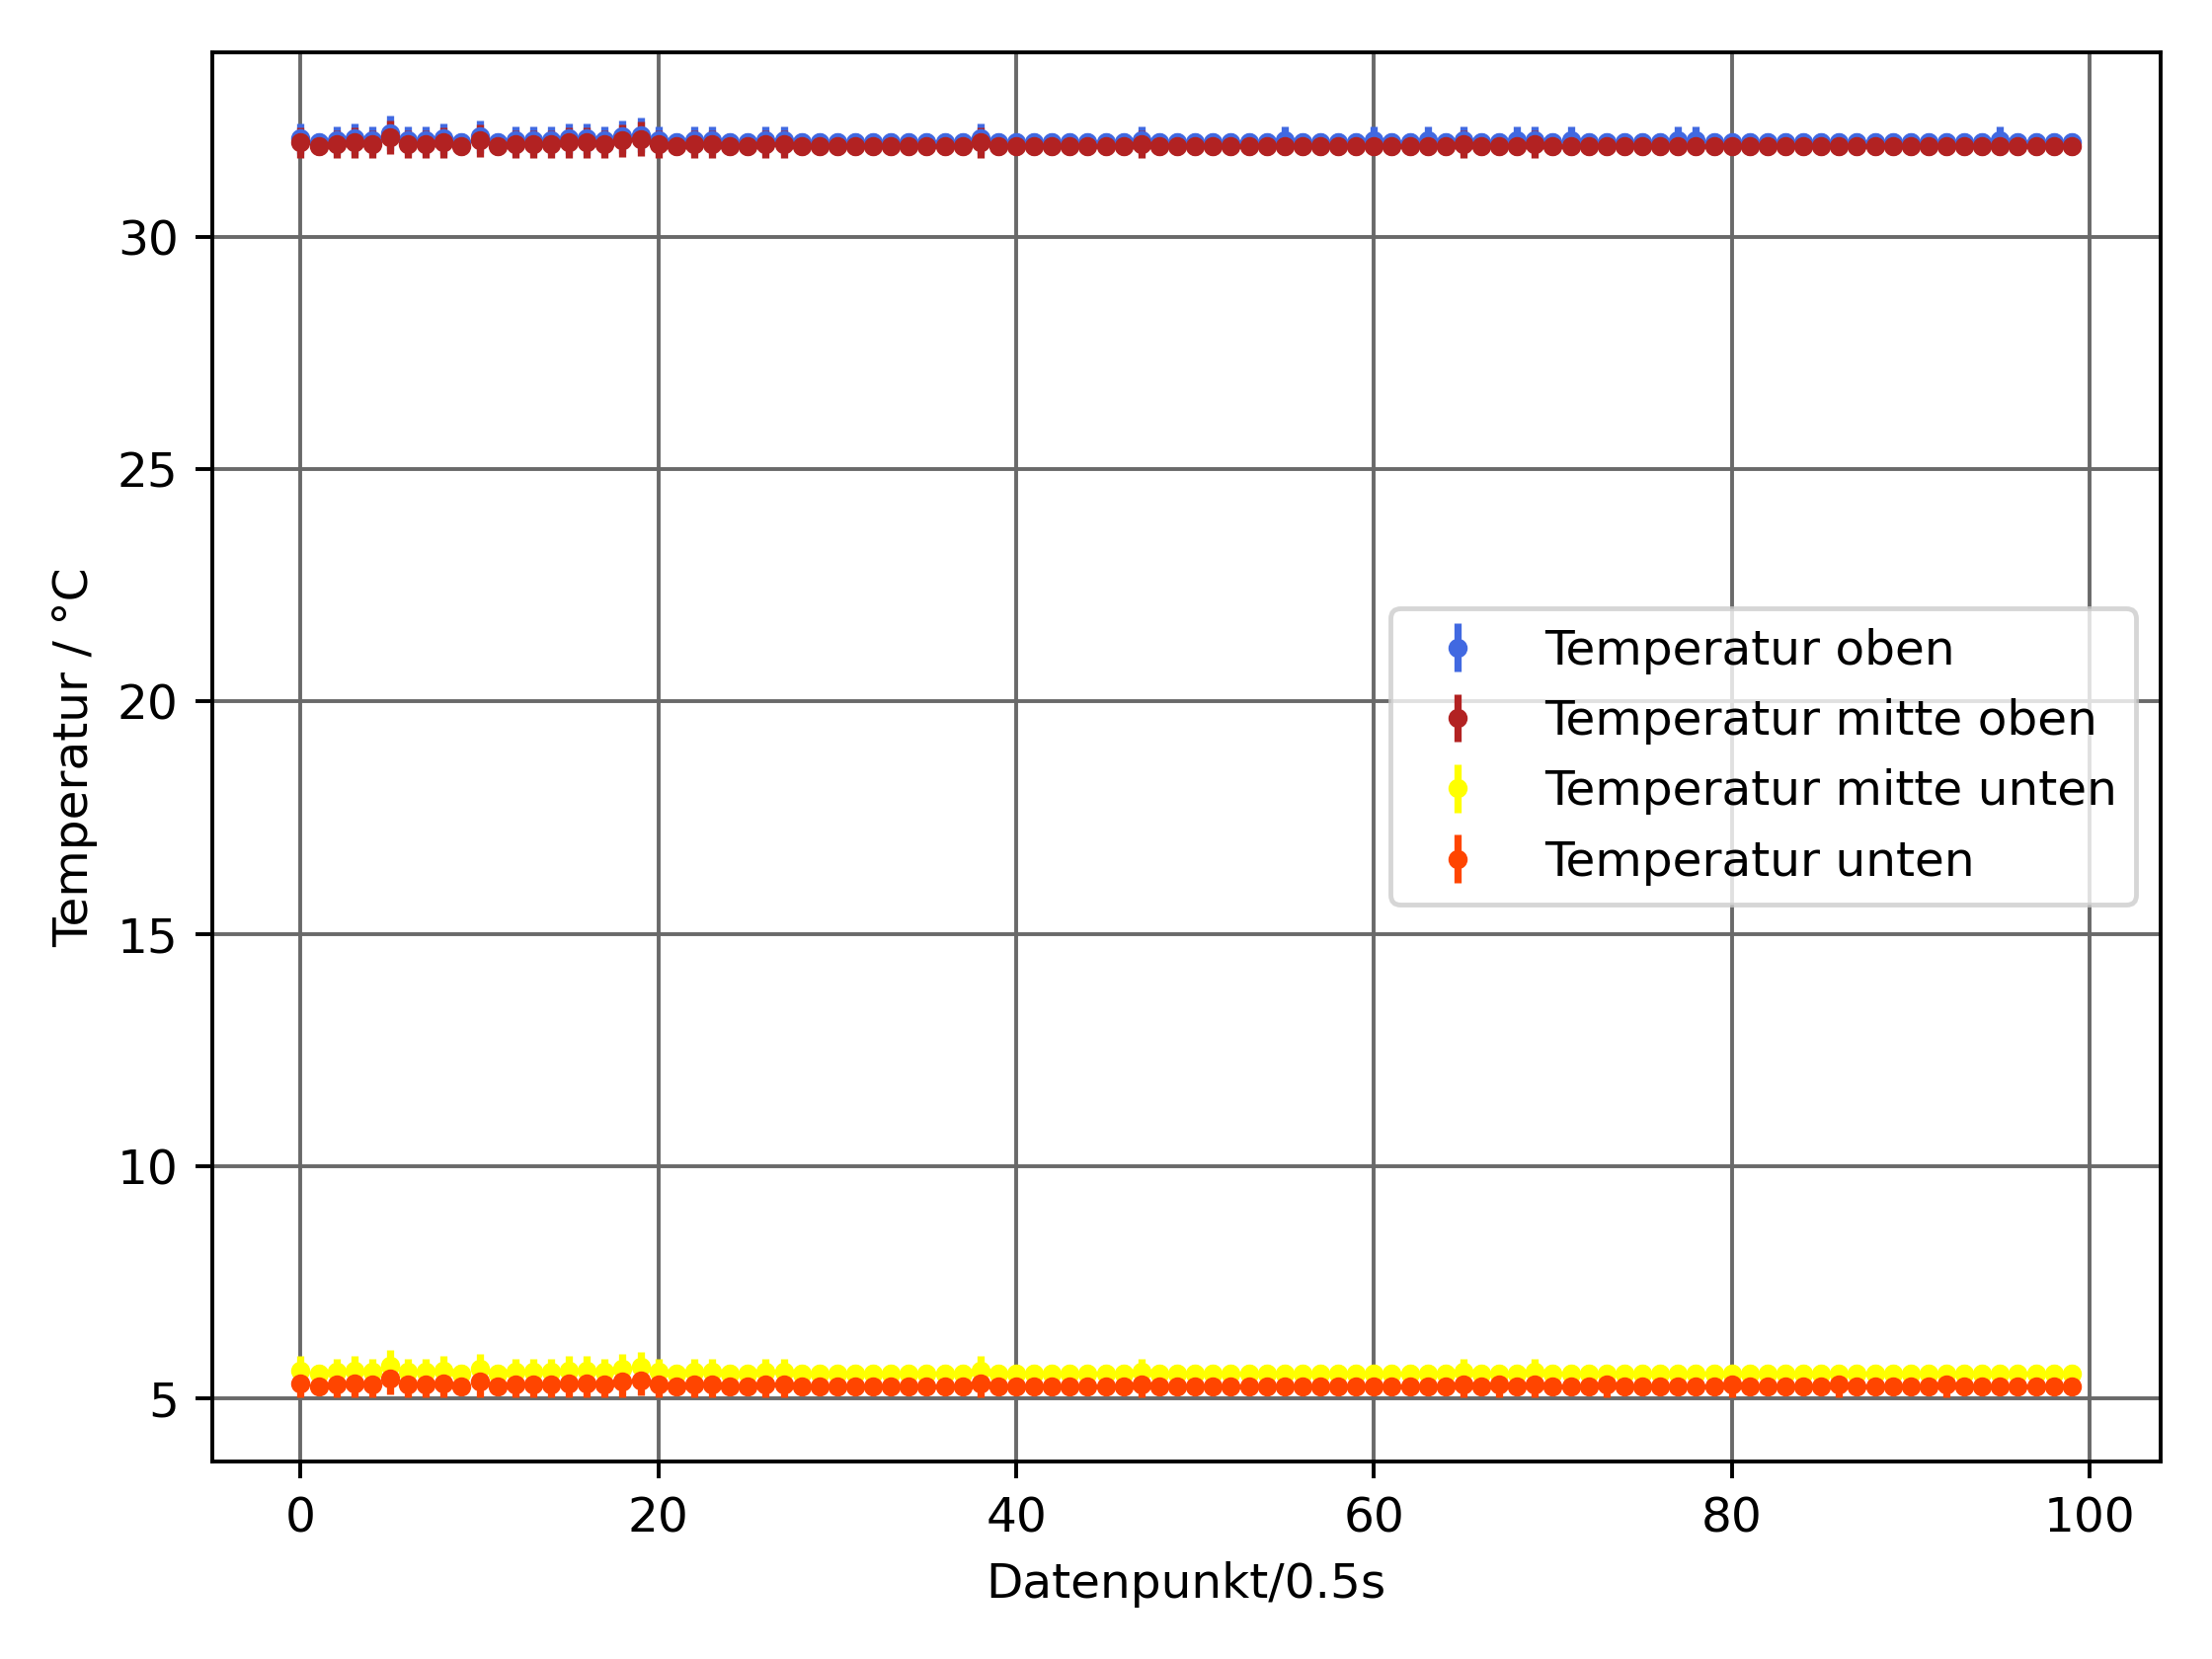 30
25
20
15
10
5
Temperatur / °C
Temperatur oben
Temperatur mitte oben
Temperatur mitte unten
Temperatur unten
0 20 40 60 80 100
Datenpunkt/0.5s